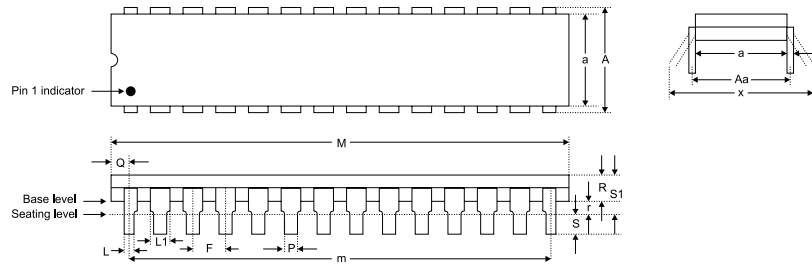 a
A
a
Pin 1 indicator
Aa
x
M
Q
R
S1
Base level
r
Seating level
S
L
L1
F
P
m